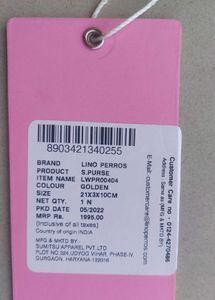 8903421340255
BRAND LINO PERROS
PRODUCT S.PURSE
ITEM NAME LWPR00404
COLOUR GOLDEN
SIZE 21X3X10CM
NET QTY. 1 N
PKD 05/2022
MRP Rs. 1995.00
(Inclusive of all taxes)
Country of origin INDIA
MFG & MKTD BY:
SUMITSU APPAREL PVT.LTD
PLOT NO.324,UDYOG VIHAR, PHASE-IV,
GURGAON, HARYANA-122016
Customer Care no - 0124-4275486
Address : Same as (MFG & MKTD BY)
E-Mail :
customercare@linoperros.com